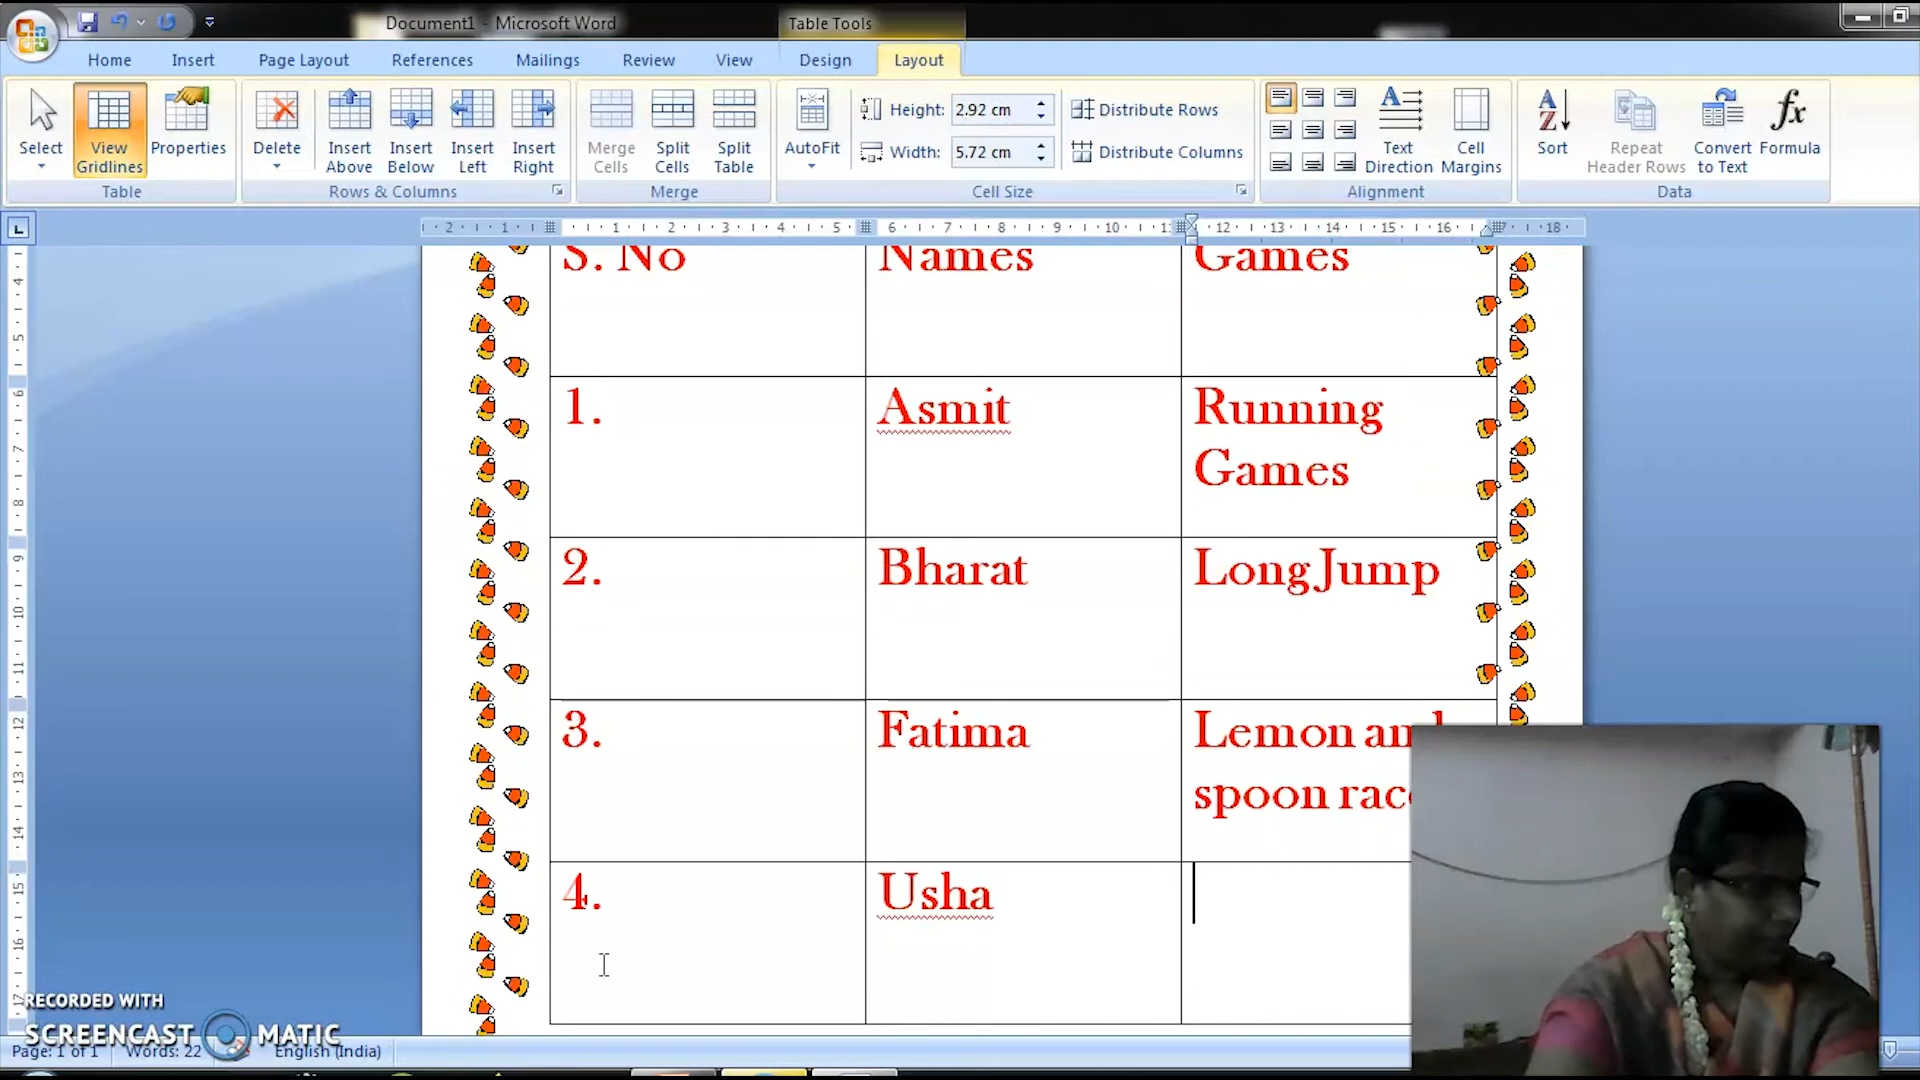 Document1 - Microsoft Word
Table Tools
Home Insert Page Layout References Mailings Review View Design Layout
Select
View Gridlines
Properties
Table
Delete
Insert Above
Insert Below
Insert Left
Insert Right
Rows & Columns
Merge Cells
Split Cells
Split Table
Merge
AutoFit
Height: 2.92 cm
Width: 5.72 cm
Distribute Rows
Distribute Columns
Cell Size
Text Direction
Cell Margins
Alignment
Sort
Repeat Header Rows
Convert to Text
Formula
Data
S. No Names Games
1. Asmit Running
Games
2. Bharat Long Jump
3. Fatima Lemon
spoon
4. Usha
RECORDED WITH
SCREENCAST MATIC
Page: 1 of 1 Words: 22 English (India)